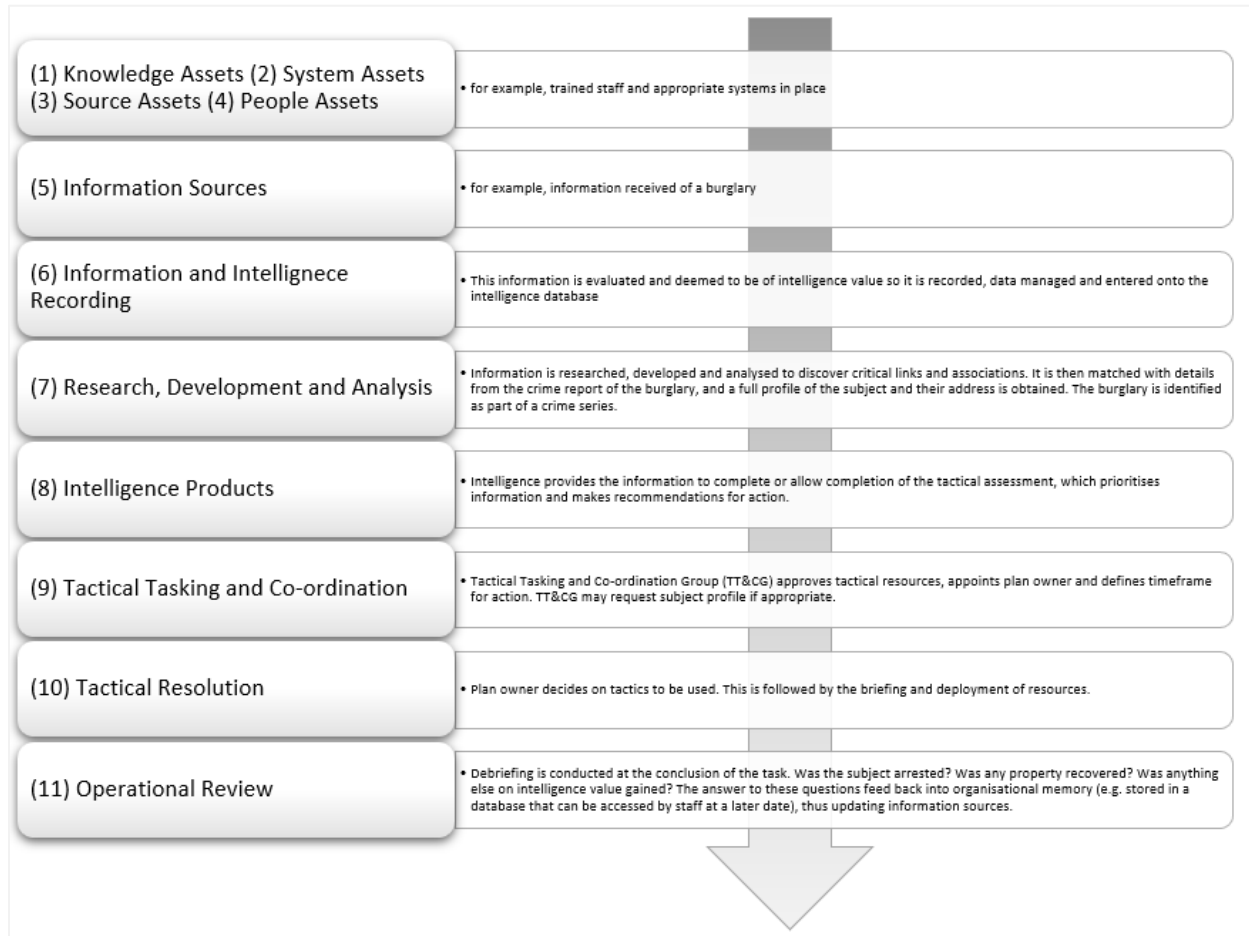 (1) Knowledge Assets (2) System Assets
(3) Source Assets (4) People Assets
• for example, trained staff and appropriate systems in place
(5) Information Sources
• for example, information received of a burglary
(6) Information and Intellignece
Recording
• This information is evaluated and deemed to be of intelligence value so it is recorded, data managed and entered onto the
intelligence database
(7) Research, Development and Analysis
• Information is researched, developed and analysed to discover critical links and associations. It is then matched with details
from the crime report of the burglary, and a full profile of the subject and their address is obtained. The burglary is identified
as part of a crime series.
(8) Intelligence Products
• Intelligence provides the information to complete or allow completion of the tactical assessment, which prioritises
information and makes recommendations for action.
(9) Tactical Tasking and Co-ordination
• Tactical Tasking and Co-ordination Group (TT&CG) approves tactical resources, appoints plan owner and defines timeframe
for action. TT&CG may request subject profile if appropriate.
(10) Tactical Resolution
• Plan owner decides on tactics to be used. This is followed by the briefing and deployment of resources.
(11) Operational Review
• Debriefing is conducted at the conclusion of the task. Was the subject arrested? Was any property recovered? Was anything
else on intelligence value gained? The answer to these questions feed back into organisational memory (e.g. stored in a
database that can be accessed by staff at a later date), thus updating information sources.